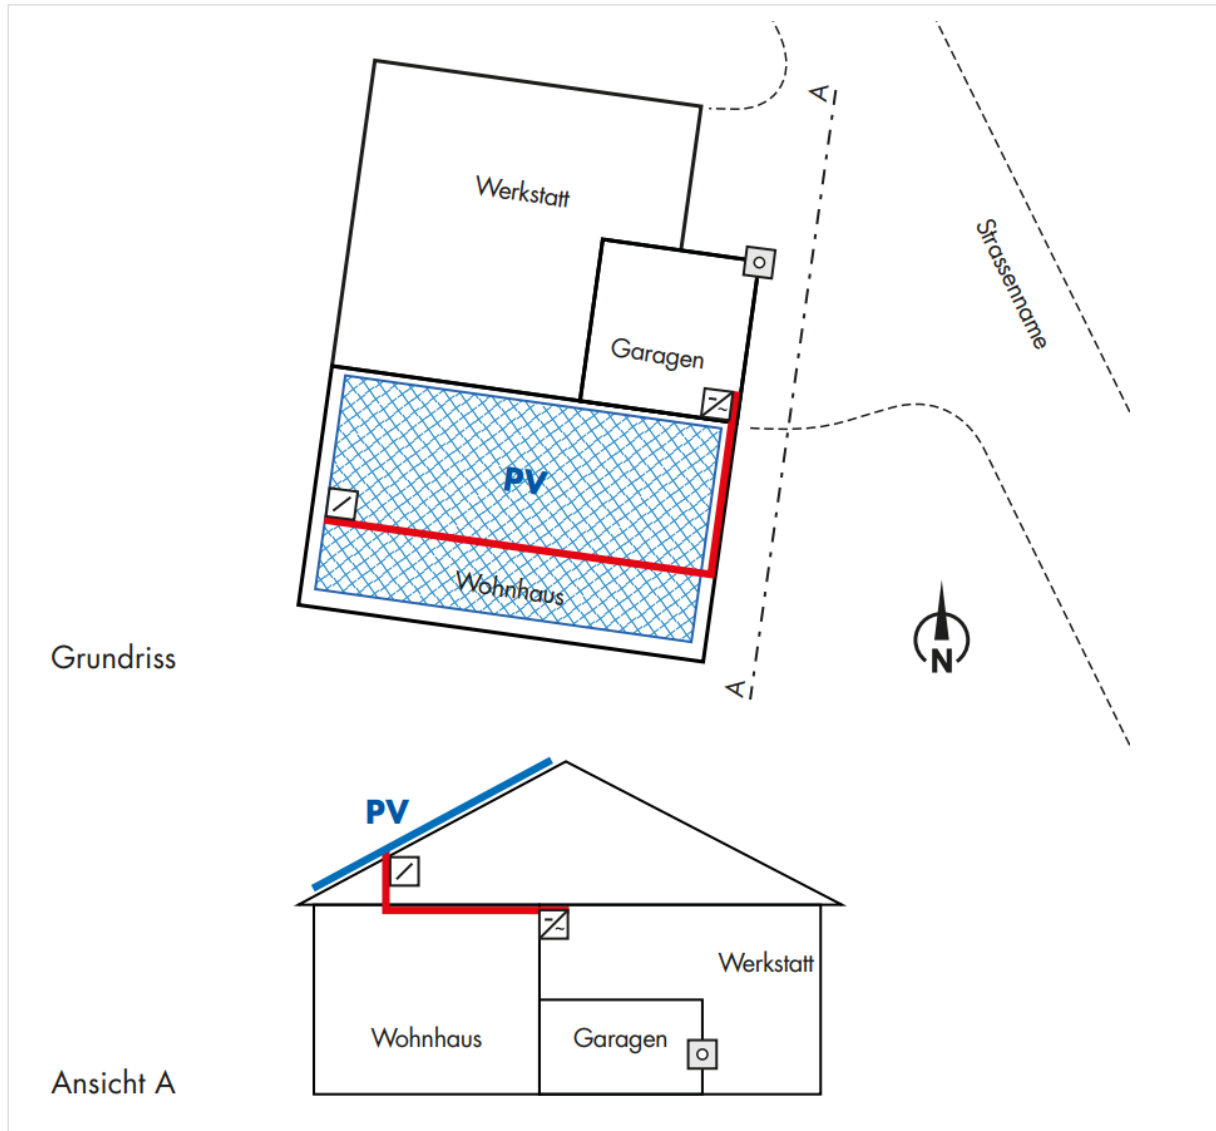 A
Werkstatt
Strassenname
Garagen
PV
Wohnhaus
N
Grundriss
A
PV
Werkstatt
Wohnhaus
Garagen
Ansicht A